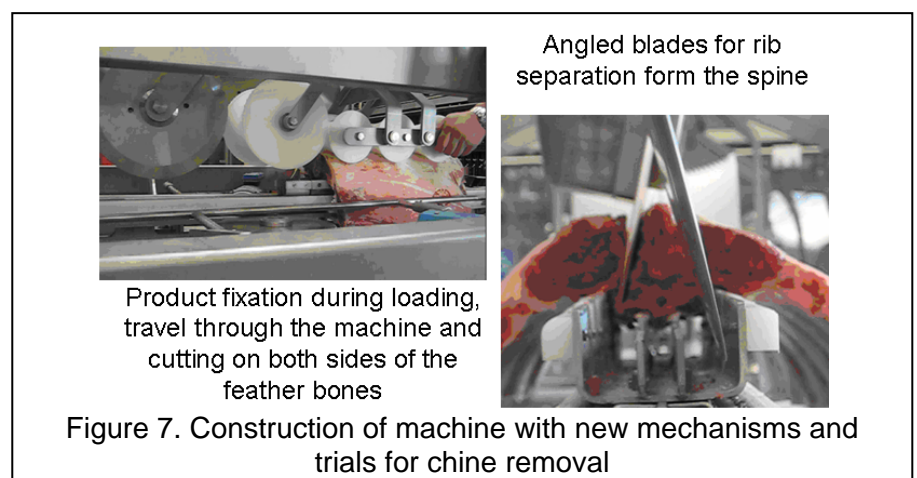 Angled blades for rib
separation form the spine
Product fixation during loading,
travel through the machine and
cutting on both sides of the
feather bones
Figure 7. Construction of machine with new mechanisms and
trials for chine removal